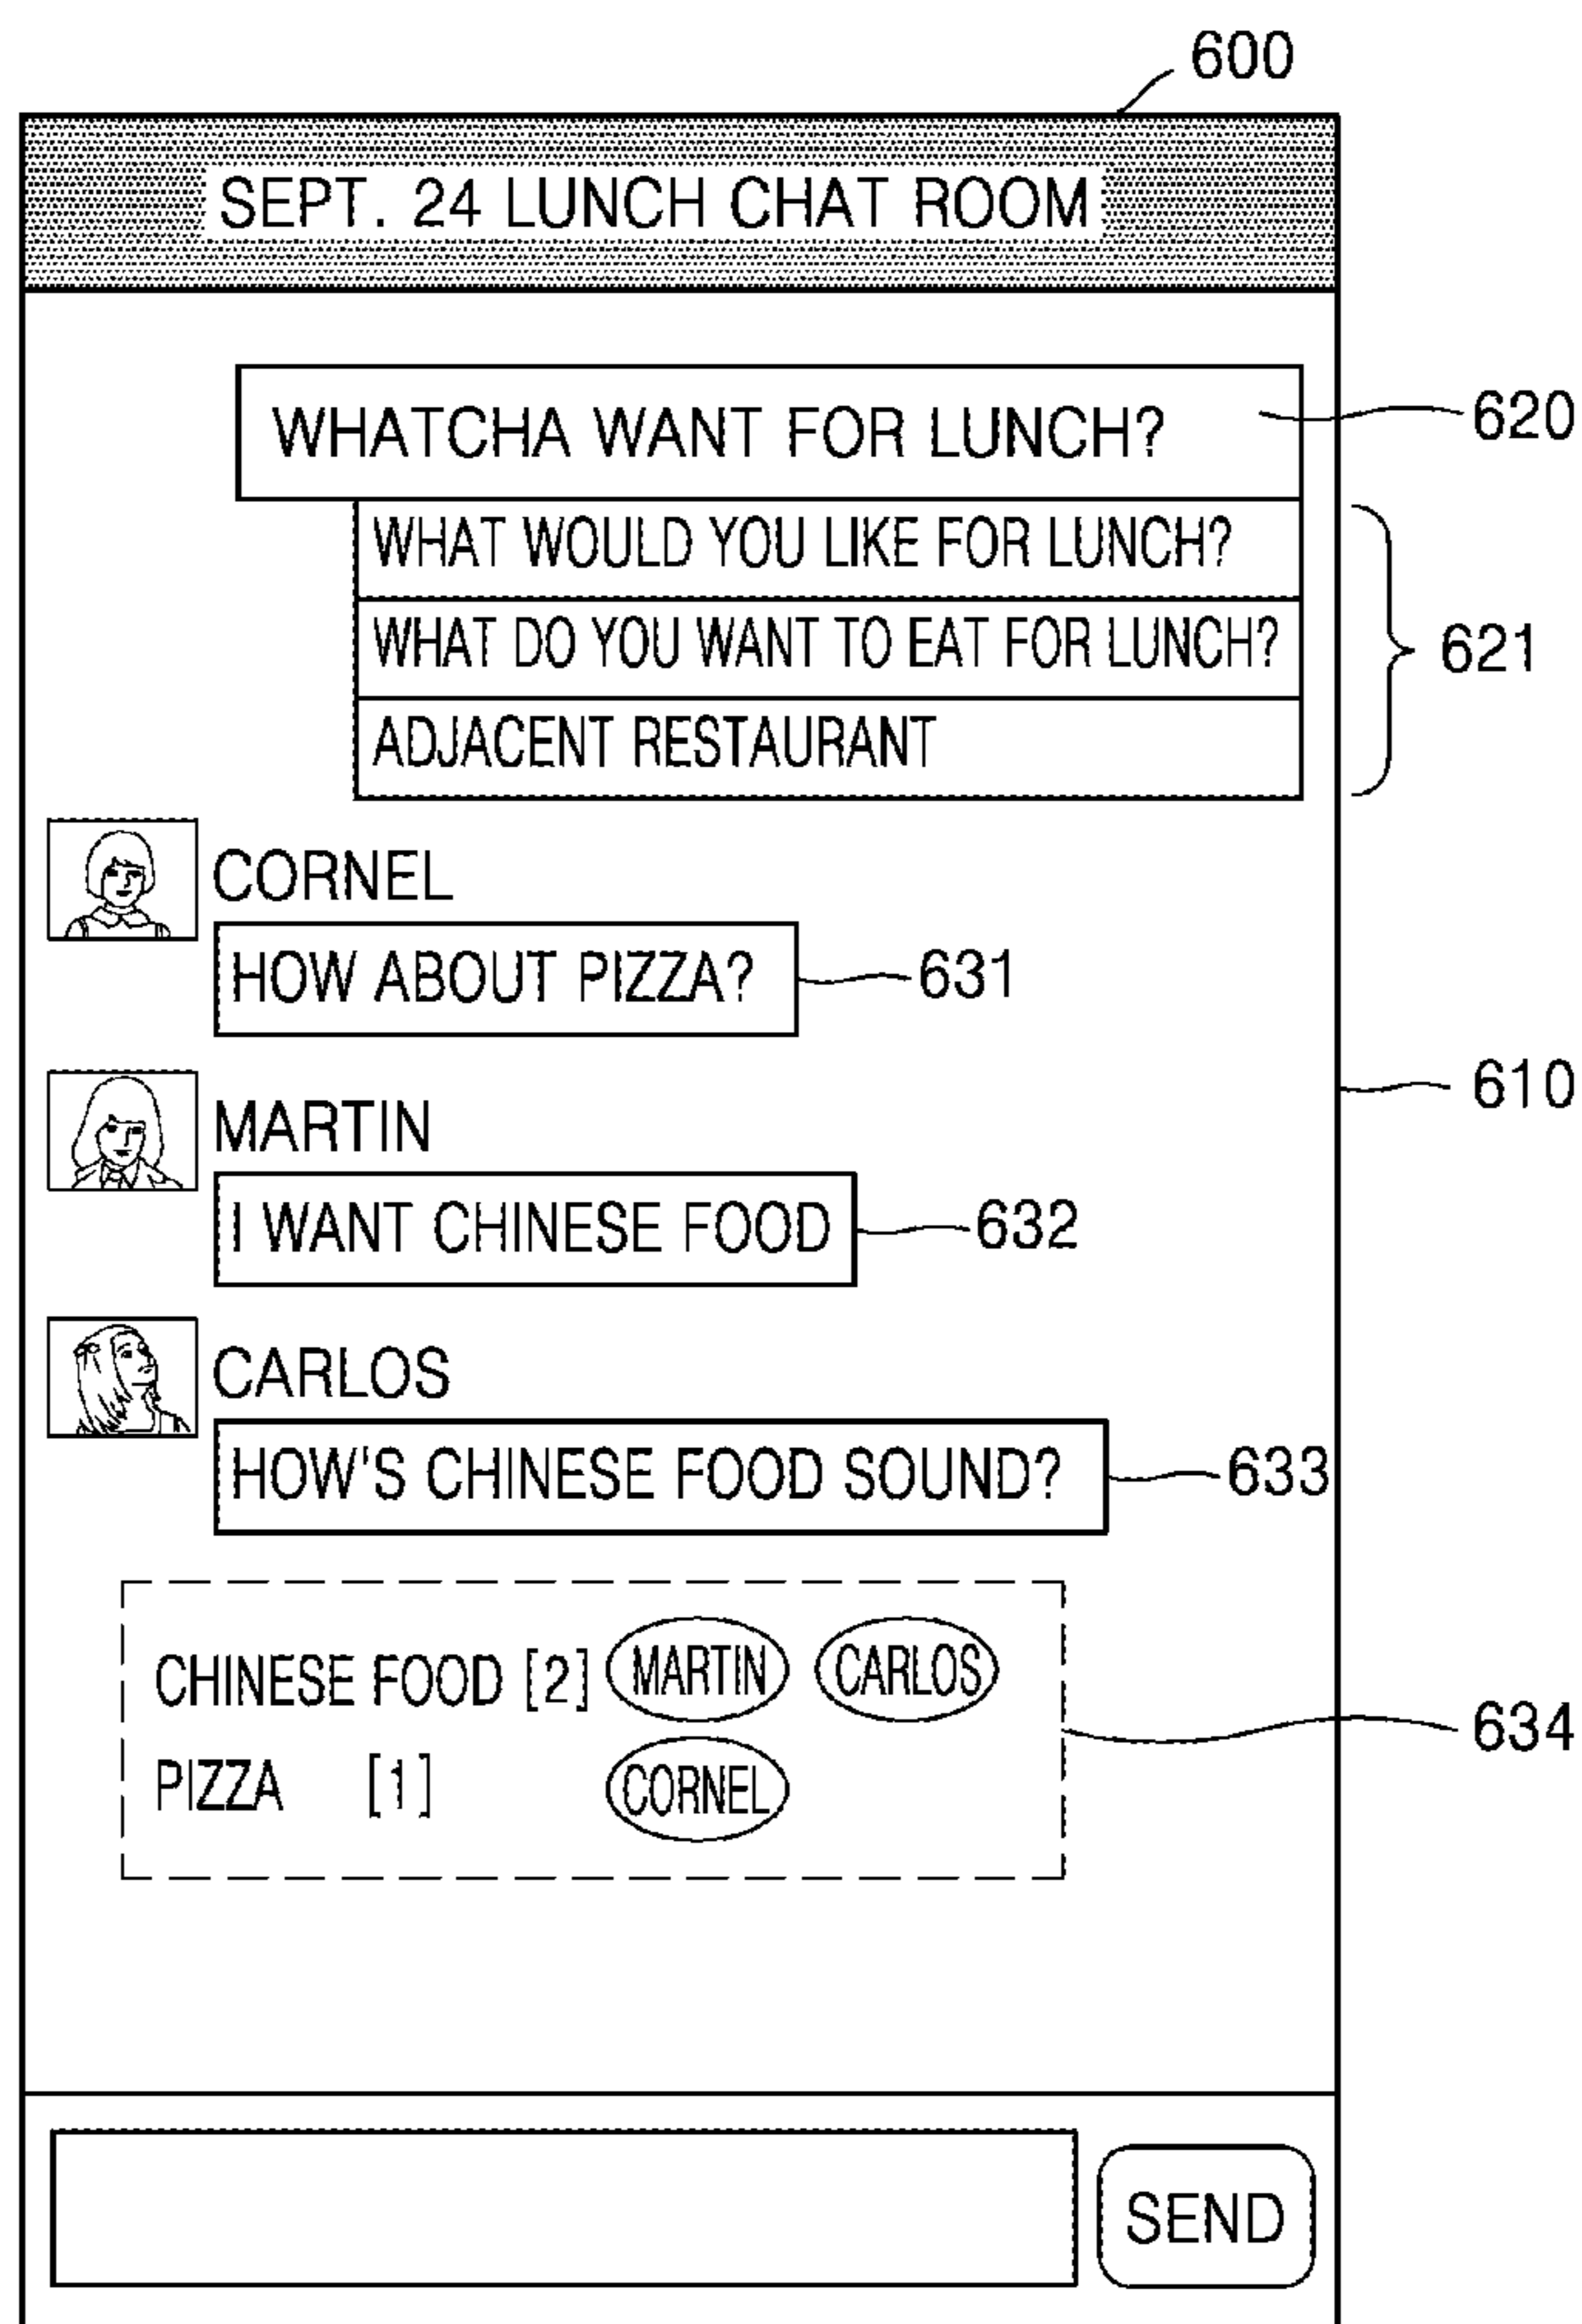 600
SEPT. 24 LUNCH CHAT ROOM
WHATCHA WANT FOR LUNCH?
620
WHAT WOULD YOU LIKE FOR LUNCH?
WHAT DO YOU WANT TO EAT FOR LUNCH?
621
ADJACENT RESTAURANT
CORNEL
HOW ABOUT PIZZA?
631
610
MARTIN
I WANT CHINESE FOOD
632
CARLOS
HOW'S CHINESE FOOD SOUND?
633
CHINESE FOOD [2] MARTIN CARLOS
634
PIZZA [1] CORNEL
SEND